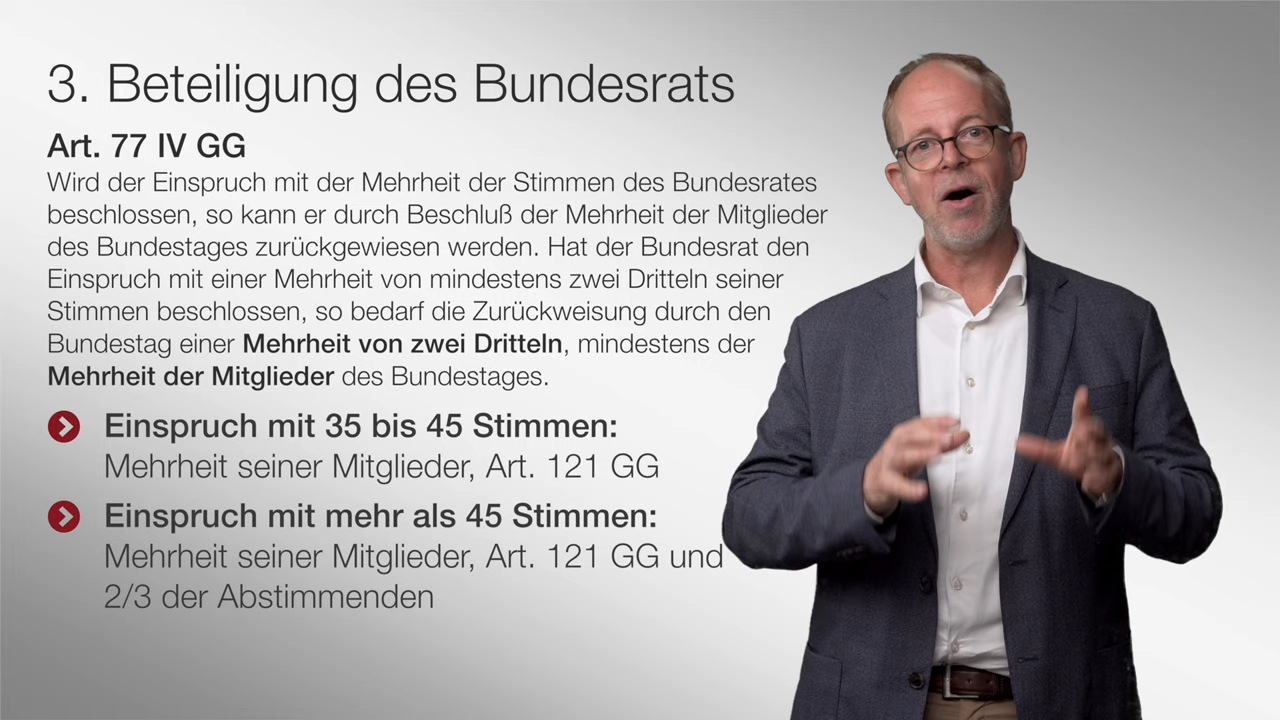 3. Beteiligung des Bundesrats
Art. 77 IV GG
Wird der Einspruch mit der Mehrheit der Stimmen des Bundesrates
beschlossen, so kann er durch Beschluß der Mehrheit der Mitglieder
des Bundestages zurückgewiesen werden. Hat der Bundesrat den
Einspruch mit einer Mehrheit von mindestens zwei Dritteln seiner
Stimmen beschlossen, so bedarf die Zurückweisung durch den
Bundestag einer Mehrheit von zwei Dritteln, mindestens der
Mehrheit der Mitglieder des Bundestages.
Einspruch mit 35 bis 45 Stimmen:
Mehrheit seiner Mitglieder, Art. 121 GG
Einspruch mit mehr als 45 Stimmen:
Mehrheit seiner Mitglieder, Art. 121 GG und
2/3 der Abstimmenden